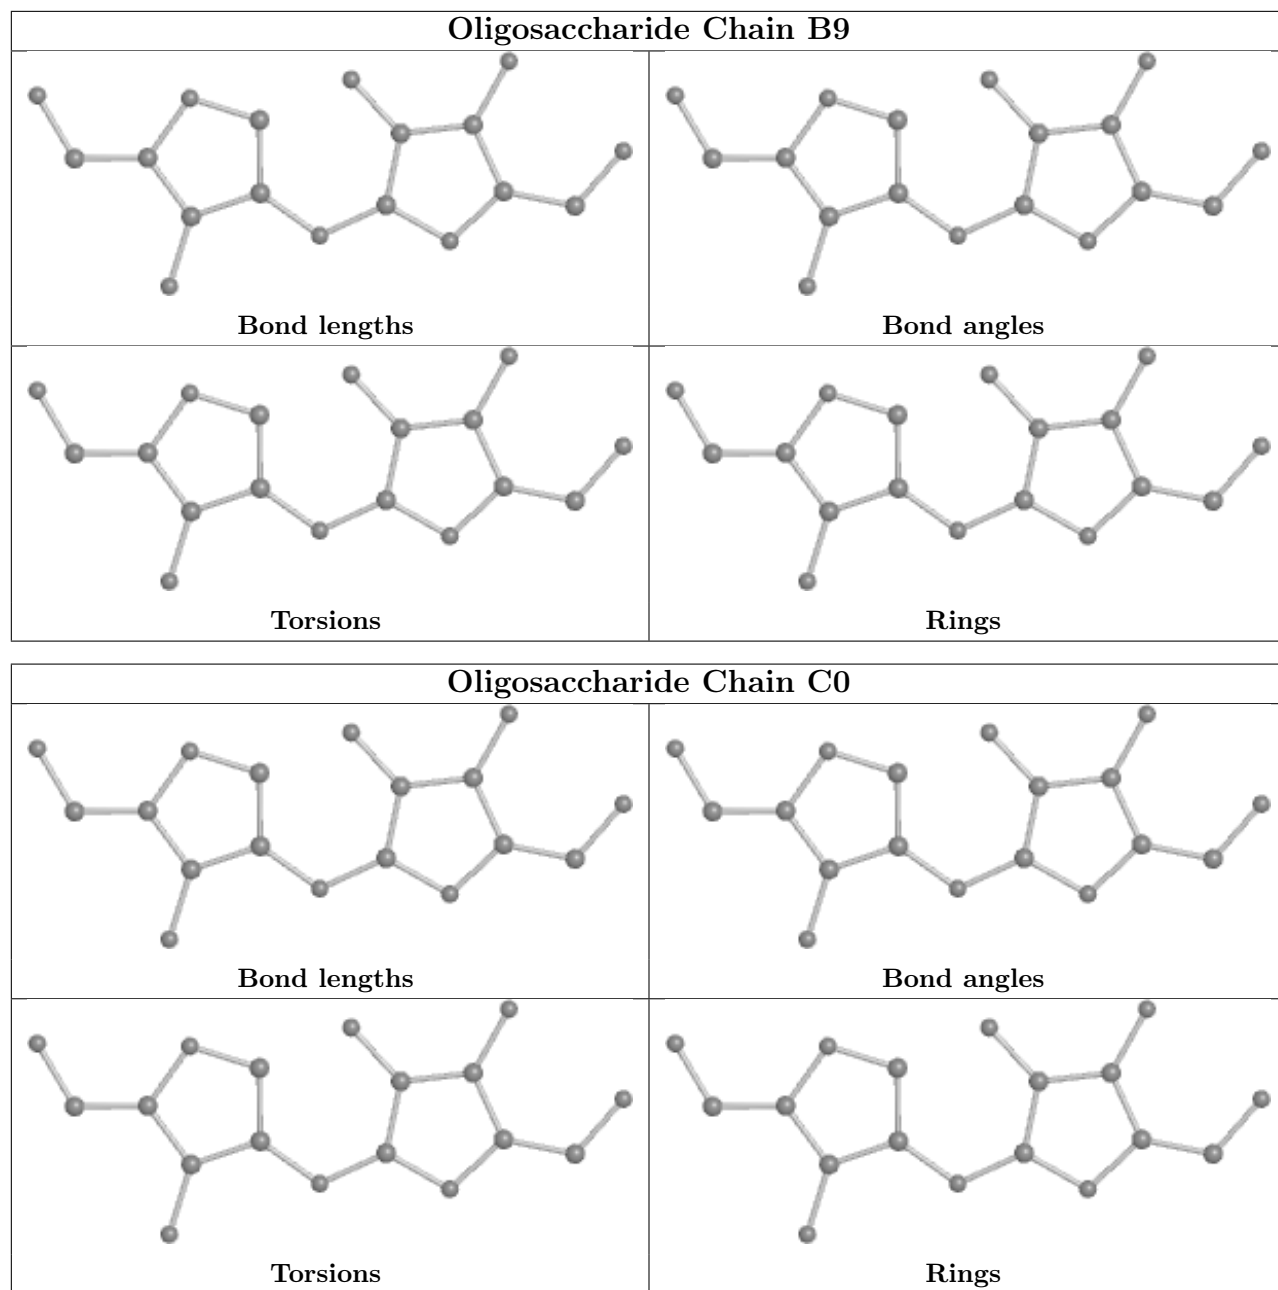 Oligosaccharide Chain B9
Bond lengths
Bond angles
Torsions
Rings
Oligosaccharide Chain C0
Bond lengths
Bond angles
Torsions
Rings